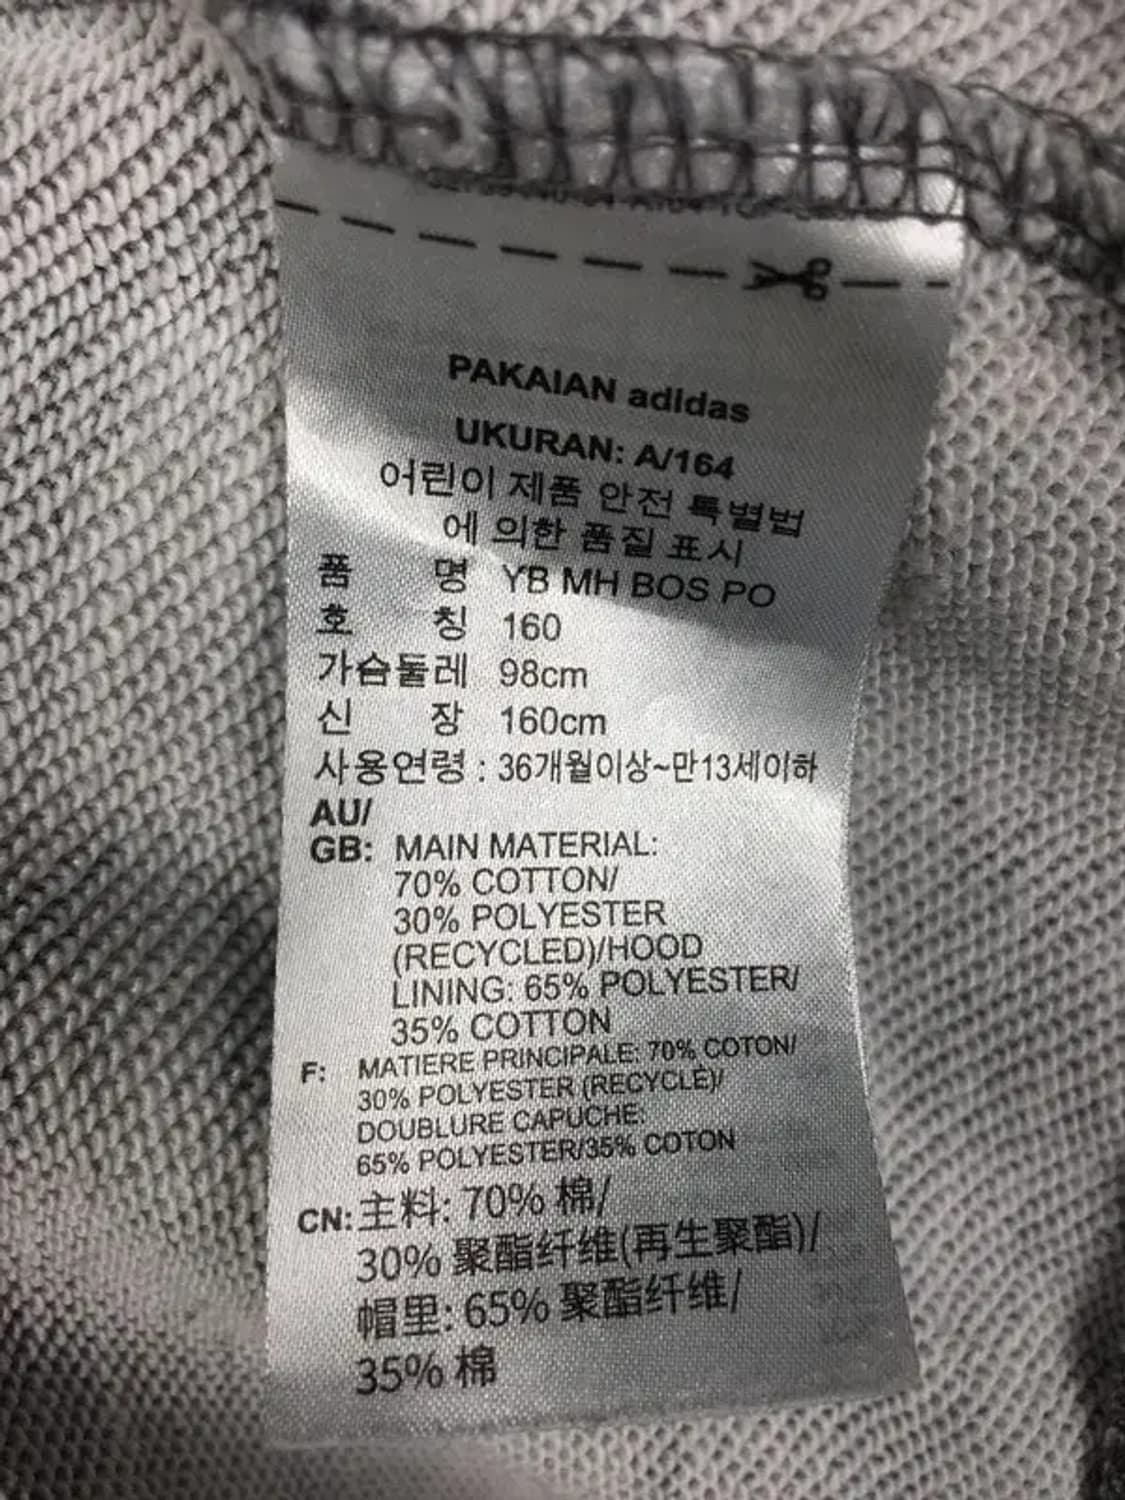 PAKAIAN adidas
UKURAN: A/164
어린이 제품 안전 특별법
에 의한 품질 표시
품 명 YB MH BOS PO
호 칭 160
가슴둘레 98cm
신 장 160cm
사용연령 : 36개월이상~만13세이하
AU/
GB: MAIN MATERIAL:
70% COTTON/
30% POLYESTER
(RECYCLED)/HOOD
LINING: 65% POLYESTER/
35% COTTON
F: MATIERE PRINCIPALE: 70% COTON/
30% POLYESTER (RECYCLÉ)/
DOUBLURE CAPUCHE:
65% POLYESTER/35% COTON
CN: 主料: 70% 棉/
30% 聚酯纤维(再生聚酯)/
帽里: 65% 聚酯纤维/
35% 棉